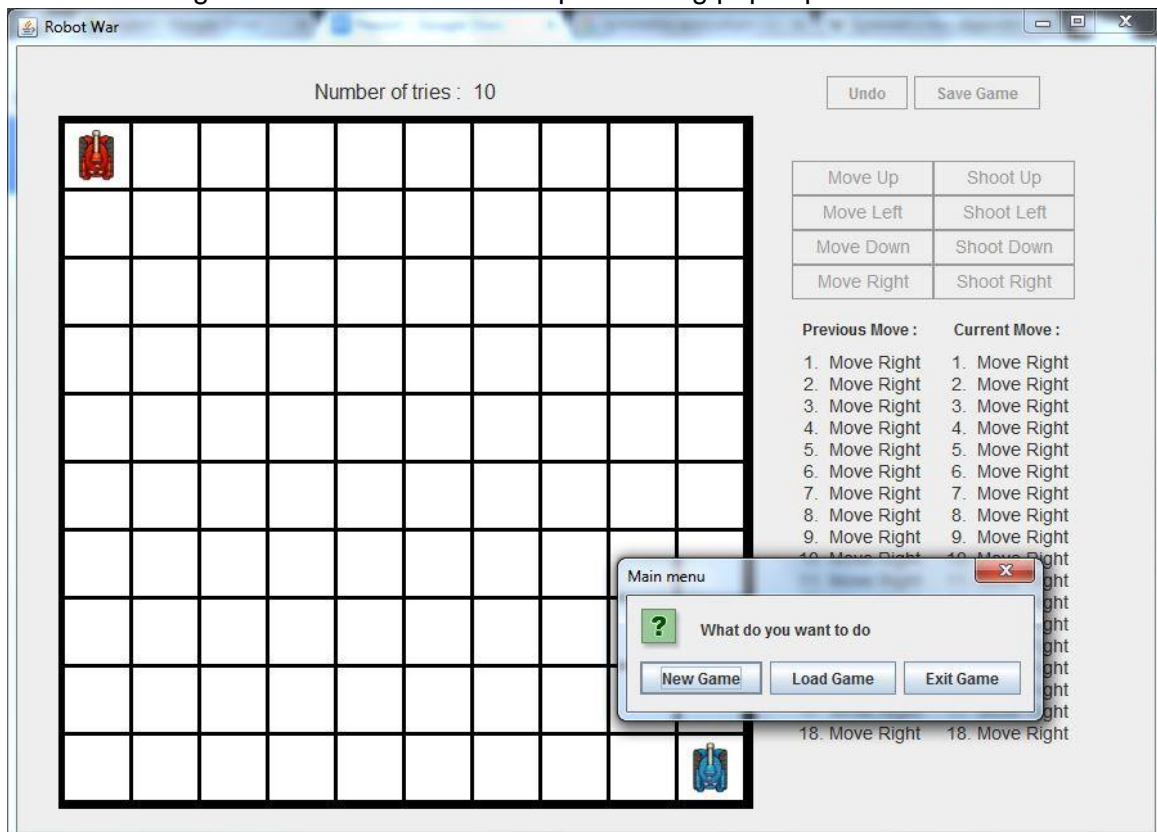 Robot War
Number of tries : 10
Undo
Save Game
Move Up
Shoot Up
Move Left
Shoot Left
Move Down
Shoot Down
Move Right
Shoot Right
Previous Move :
Current Move :
1. Move Right
1. Move Right
2. Move Right
2. Move Right
3. Move Right
3. Move Right
4. Move Right
4. Move Right
5. Move Right
5. Move Right
6. Move Right
6. Move Right
7. Move Right
7. Move Right
8. Move Right
8. Move Right
9. Move Right
9. Move Right
Main menu
?
What do you want to do
New Game
Load Game
Exit Game
18. Move Right
18. Move Right